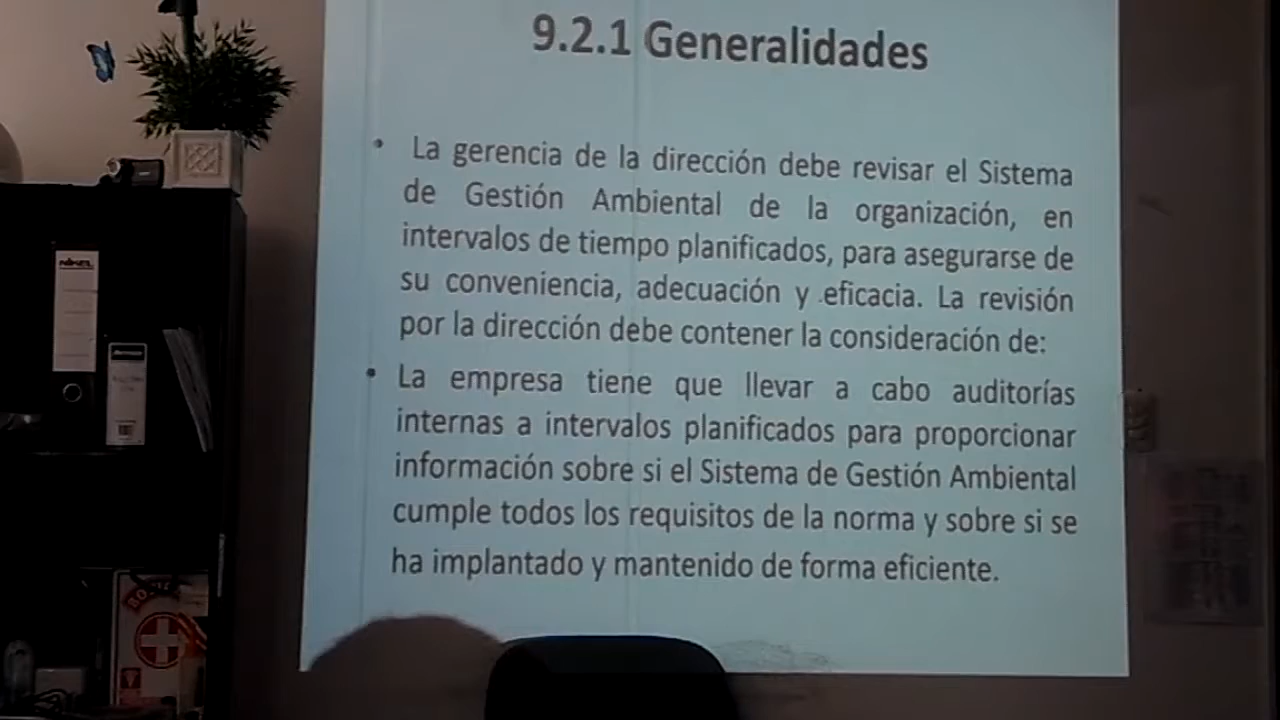 9.2.1 Generalidades
• La gerencia de la dirección debe revisar el Sistema
de Gestión Ambiental de la organización, en
intervalos de tiempo planificados, para asegurarse de
su conveniencia, adecuación y eficacia. La revisión
por la dirección debe contener la consideración de:
• La empresa tiene que llevar a cabo auditorías
internas a intervalos planificados para proporcionar
información sobre si el Sistema de Gestión Ambiental
cumple todos los requisitos de la norma y sobre si se
ha implantado y mantenido de forma eficiente.